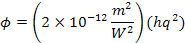 𝜙 = (2 × 10⁻¹² m²/W²) (hq²)